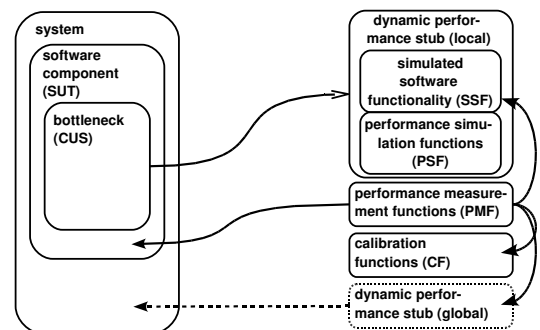 system
software
component
(SUT)
bottleneck
(CUS)
dynamic perfor-
mance stub (local)
simulated
software
functionality (SSF)
performance simu-
lation functions
(PSF)
performance measure-
ment functions (PMF)
calibration
functions (CF)
dynamic perfor-
mance stub (global)